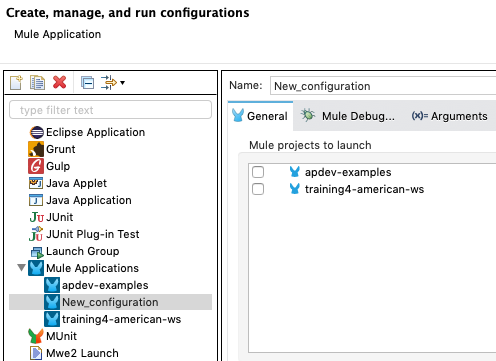 Create, manage, and run configurations
Mule Application
type filter text
Eclipse Application
Grunt
Gulp
Java Applet
Java Application
JUnit
JUnit Plug-in Test
Launch Group
Mule Applications
apdev-examples
New_configuration
training4-american-ws
MUnit
Mwe2 Launch
Name: New_configuration
General Mule Debug... (x)= Arguments
Mule projects to launch
apdev-examples
training4-american-ws